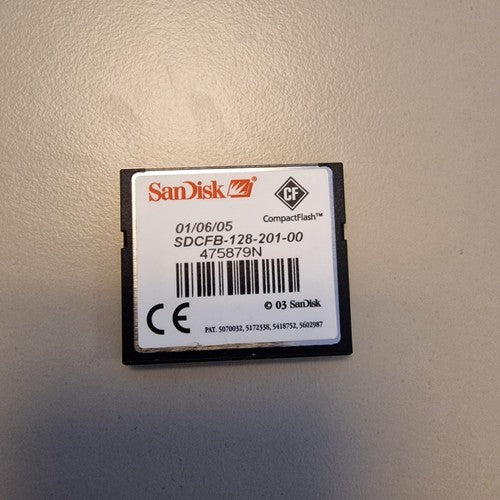 SanDisk
CF
CompactFlash™
01/06/05
SDCFB-128-201-00
475879N
© 03 SanDisk
CE
PAT. 5070032, 5172338, 5418752, 5602987